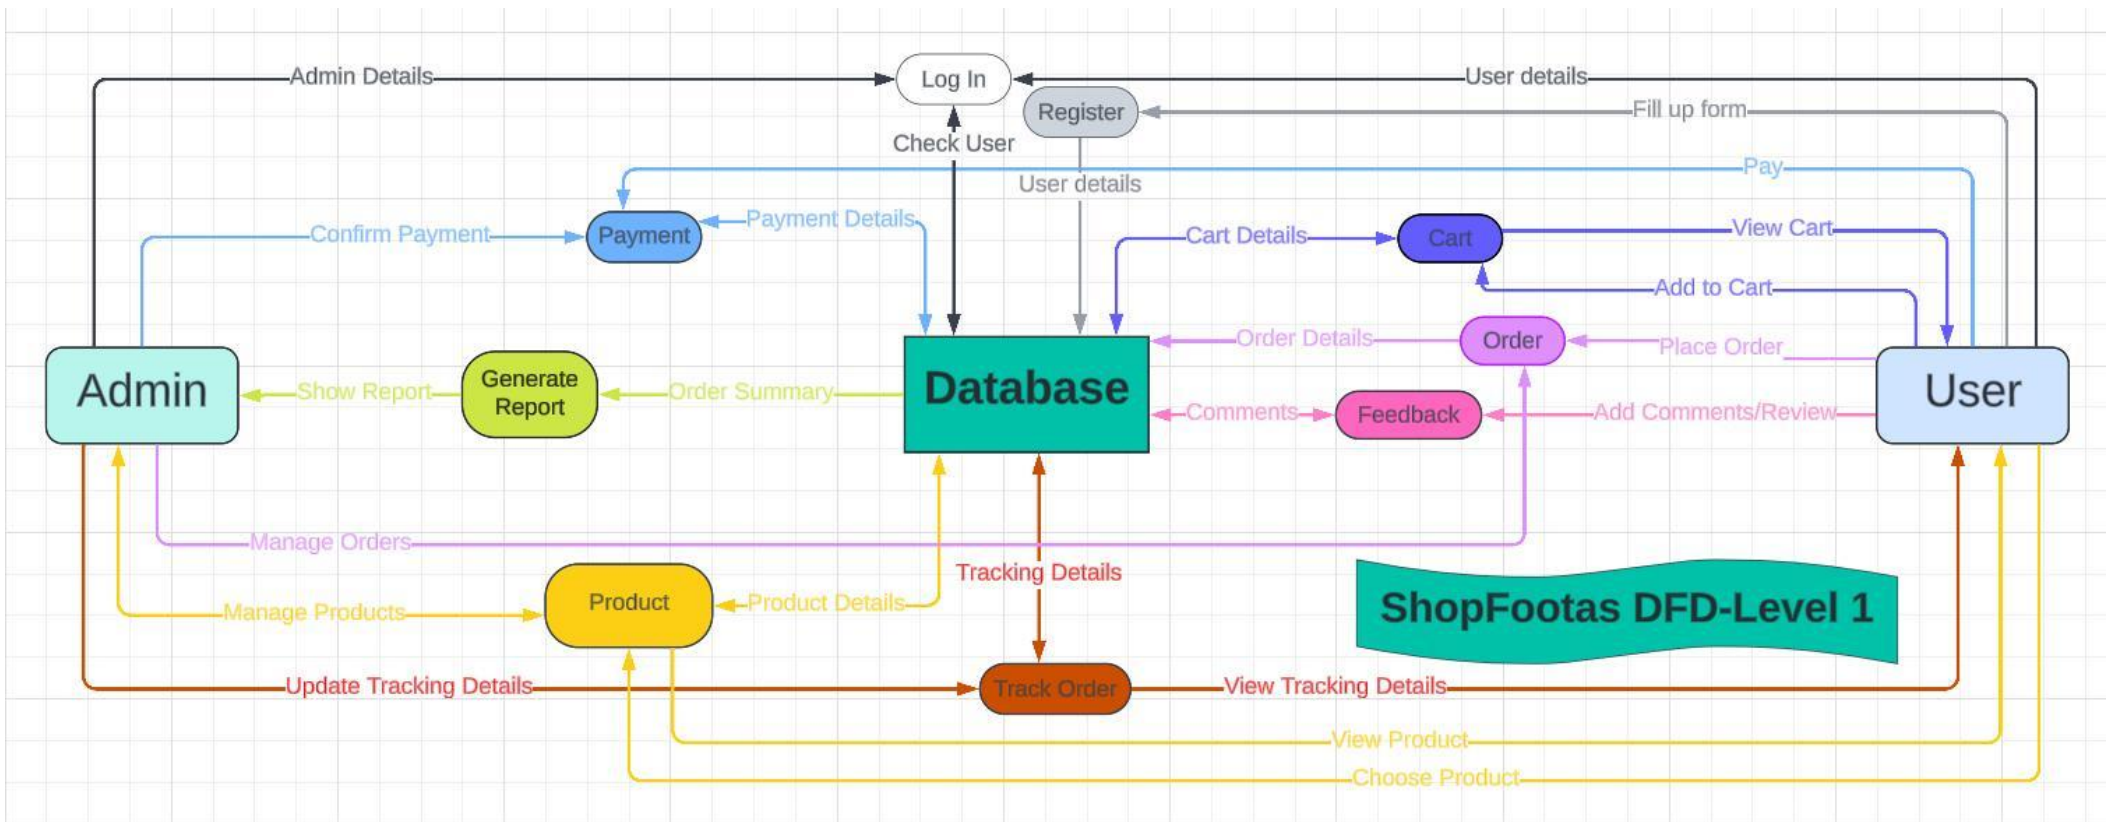 Admin Details
Log In
User details
Register
Fill up form
Check User
Pay
User details
Confirm Payment
Payment
Payment Details
Cart Details
Cart
View Cart
Add to Cart
Order Details
Order
Place Order
Admin
Show Report
Generate
Report
Order Summary
Database
Comments
Feedback
Add Comments/Review
User
Manage Orders
Tracking Details
Manage Products
Product
Product Details
ShopFootas DFD-Level 1
Update Tracking Details
Track Order
View Tracking Details
View Product
Choose Product